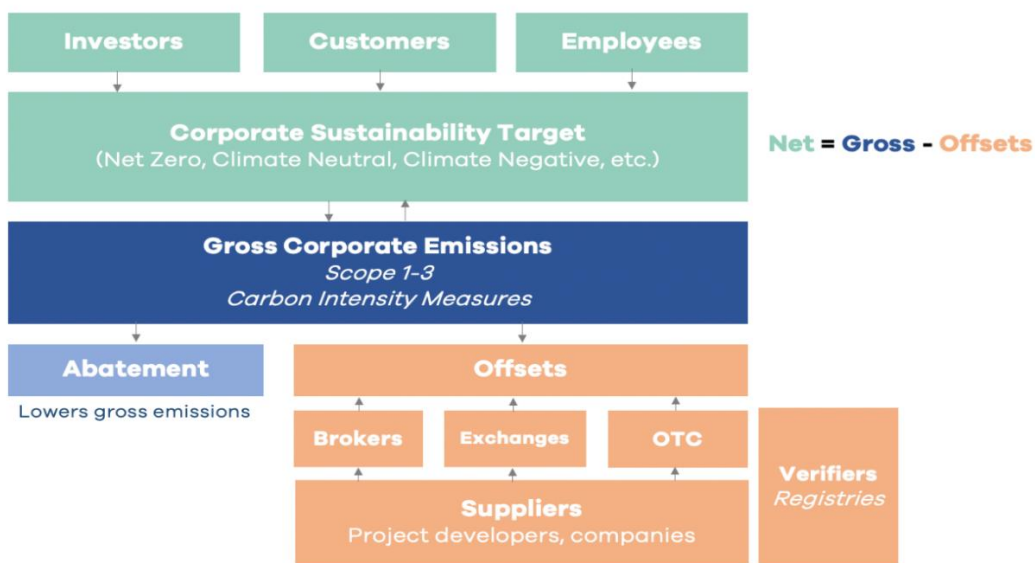 Investors
Customers
Employees
Corporate Sustainability Target
(Net Zero, Climate Neutral, Climate Negative, etc.)
Net = Gross - Offsets
Gross Corporate Emissions
Scope 1-3
Carbon Intensity Measures
Abatement
Offsets
Lowers gross emissions
Brokers
Exchanges
OTC
Verifiers
Registries
Suppliers
Project developers, companies